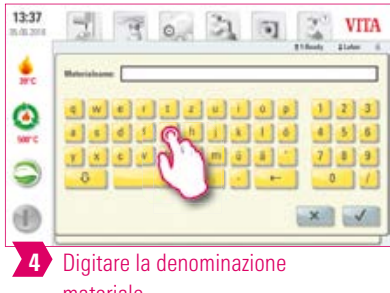 13:37
VITA
Materialname:
q w e r t z u i o p 1 2 3
a s d f h j k l ö 4 5 6
y x c v m ü ä 7 8 9
- ← 0 /
× ✓
4 Digitare la denominazione
materiale